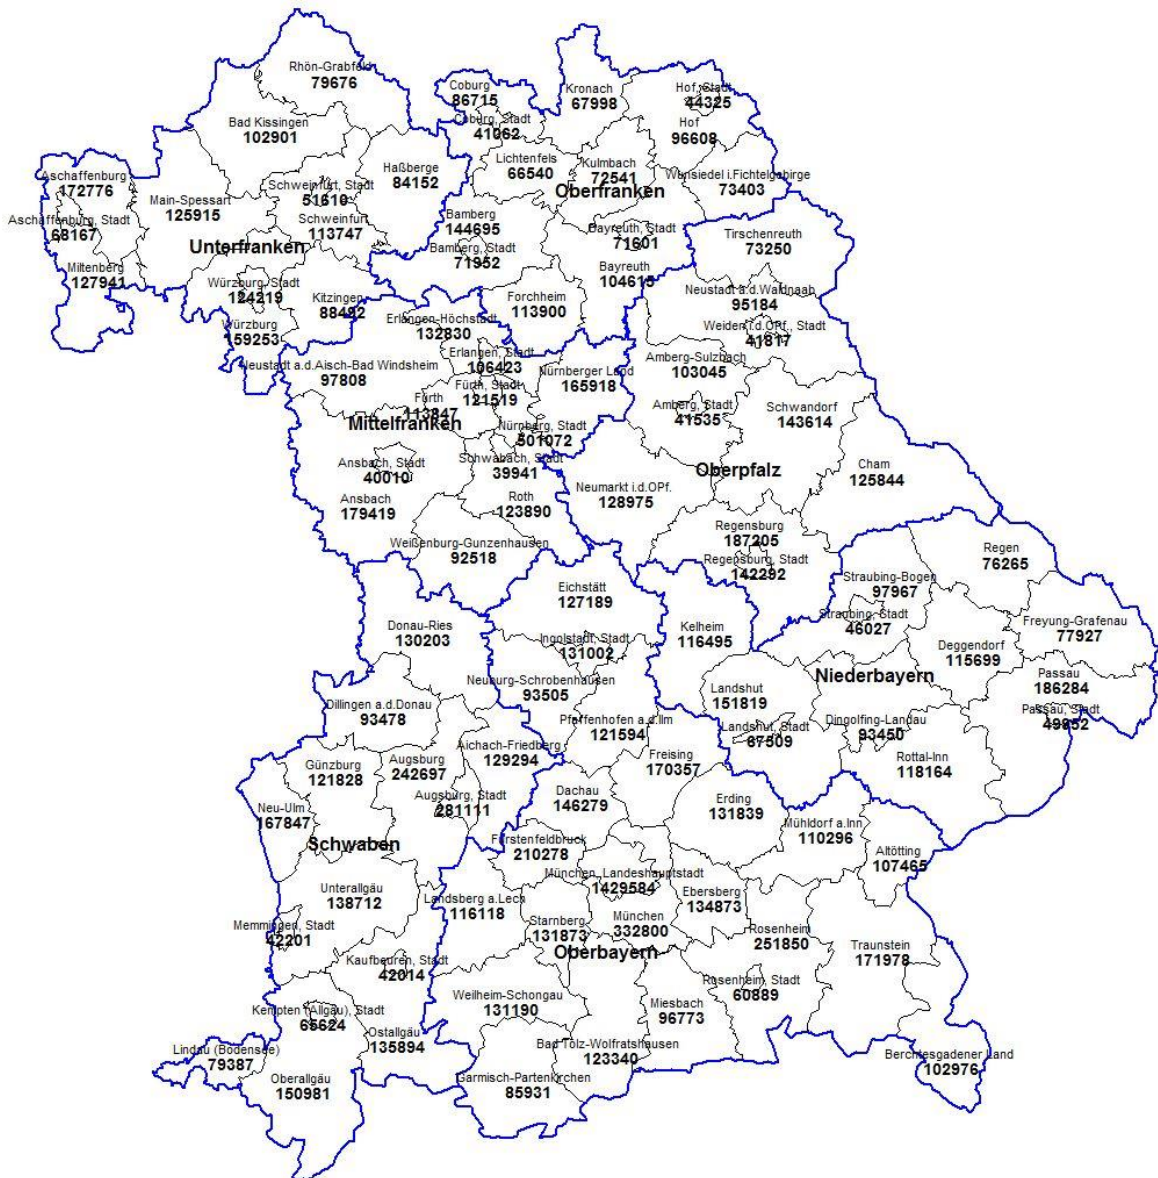 Rhön-Grabfeld
79676
Bad Kissingen
102901
Coburg
86715
Coburg, Stadt
41062
Kronach
67998
Hof, Stadt
44325
Hof
96608
Aschaffenburg
172776
Main-Spessart
125915
Schweinfurt, Stadt
51610
Haßberge
84152
Lichtenfels
66540
Kulmbach
72541
Oberfranken
Wunsiedel i.Fichtelgebirge
73403
Aschaffenburg, Stadt
68167
Unterfranken
Schweinfurt
113747
Bamberg
144695
Bamberg, Stadt
71952
Bayreuth, Stadt
71601
Tirschenreuth
73250
Miltenberg
127941
Würzburg, Stadt
124219
Kitzingen
88492
Bayreuth
104615
Forchheim
113900
Neustadt a.d.Waldnaab
95184
Würzburg
159253
Erlangen-Höchstadt
132830
Weiden i.d.OPf., Stadt
41817
Neustadt a.d.Aisch-Bad Windsheim
97808
Erlangen, Stadt
106423
Nürnberger Land
165918
Amberg-Sulzbach
103045
Fürth
113847
Fürth, Stadt
121519
Mittelfranken
Nürnberg, Stadt
501072
Amberg, Stadt
41535
Schwandorf
143614
Ansbach, Stadt
40010
Schwabach, Stadt
39941
Neumarkt i.d.OPf.
128975
Oberpfalz
Cham
125844
Ansbach
179419
Roth
123890
Weißenburg-Gunzenhausen
92518
Regensburg
187205
Regensburg, Stadt
142292
Regen
76265
Straubing-Bogen
97967
Eichstätt
127189
Straubing, Stadt
46027
Freyung-Grafenau
77927
Donau-Ries
130203
Kelheim
116495
Deggendorf
115699
Ingolstadt, Stadt
131002
Niederbayern
Passau
186284
Neuburg-Schrobenhausen
93505
Landshut
151819
Passau, Stadt
49952
Dillingen a.d.Donau
93478
Pfaffenhofen a.d.Ilm
121594
Landshut, Stadt
67509
Dingolfing-Landau
93450
Aichach-Friedberg
129294
Freising
170357
Rottal-Inn
118164
Günzburg
121828
Augsburg
242697
Dachau
146279
Erding
131839
Neu-Ulm
167847
Augsburg, Stadt
281111
Mühldorf a.Inn
110296
Schwaben
Fürstenfeldbruck
210278
Altötting
107465
München, Landeshauptstadt
1429584
Unterallgäu
138712
Landsberg a.Lech
116118
Ebersberg
134873
Memmingen, Stadt
42201
Starnberg
131873
München
332800
Rosenheim
251850
Traunstein
171978
Oberbayern
Kaufbeuren, Stadt
42014
Rosenheim, Stadt
60889
Weilheim-Schongau
131190
Miesbach
96773
Kempten (Allgäu), Stadt
65624
Ostallgäu
135894
Bad Tölz-Wolfratshausen
123340
Lindau (Bodensee)
79387
Berchtesgadener Land
102976
Oberallgäu
150981
Garmisch-Partenkirchen
85931